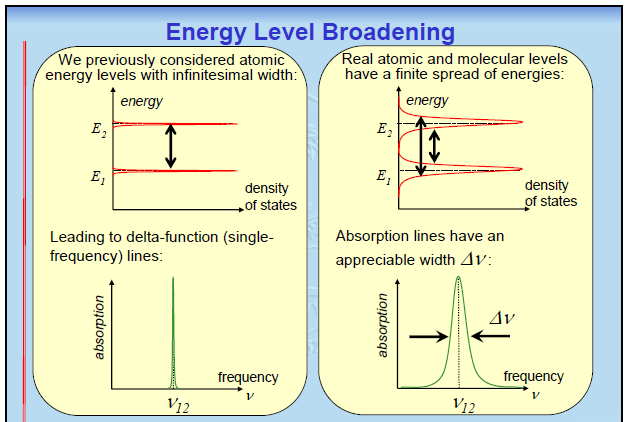 Energy Level Broadening
We previously considered atomic
energy levels with infinitesimal width:
energy
E2
E1
density
of states
Leading to delta-function (single-
frequency) lines:
absorption
frequency
ν
ν12
Real atomic and molecular levels
have a finite spread of energies:
energy
E2
E1
density
of states
Absorption lines have an
appreciable width Δν:
absorption
Δν
frequency
ν
ν12